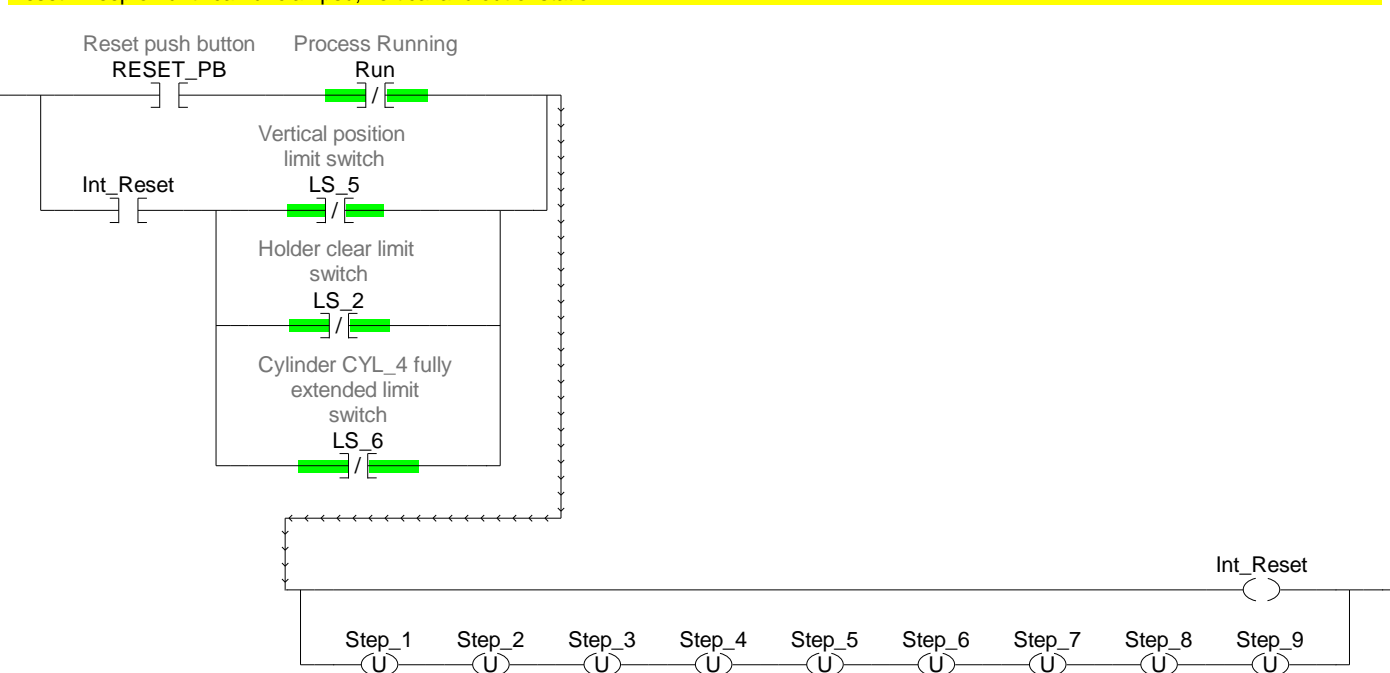 Reset push button
Process Running
RESET_PB
Run
Vertical position
limit switch
Int_Reset
LS_5
Holder clear limit
switch
LS_2
Cylinder CYL_4 fully
extended limit
switch
LS_6
Int_Reset
Step_1 Step_2 Step_3 Step_4 Step_5 Step_6 Step_7 Step_8 Step_9
U U U U U U U U U